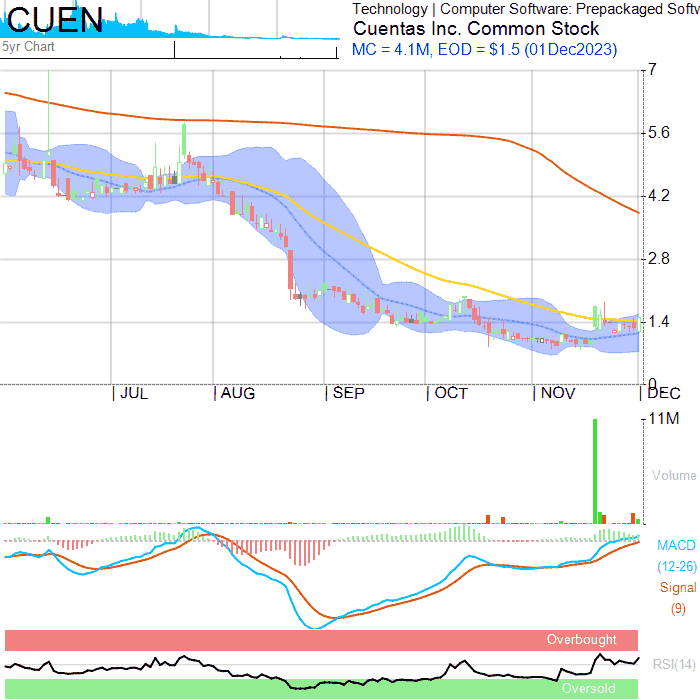 CUEN
Technology | Computer Software: Prepackaged Softw
Cuentas Inc. Common Stock
MC = 4.1M, EOD = $1.5 (01Dec2023)
5yr Chart
7
5.6
4.2
2.8
1.4
0
| JUL | AUG | SEP | OCT | NOV | DEC
11M
Volume
MACD
(12-26)
Signal
(9)
Overbought
RSI(14)
Oversold